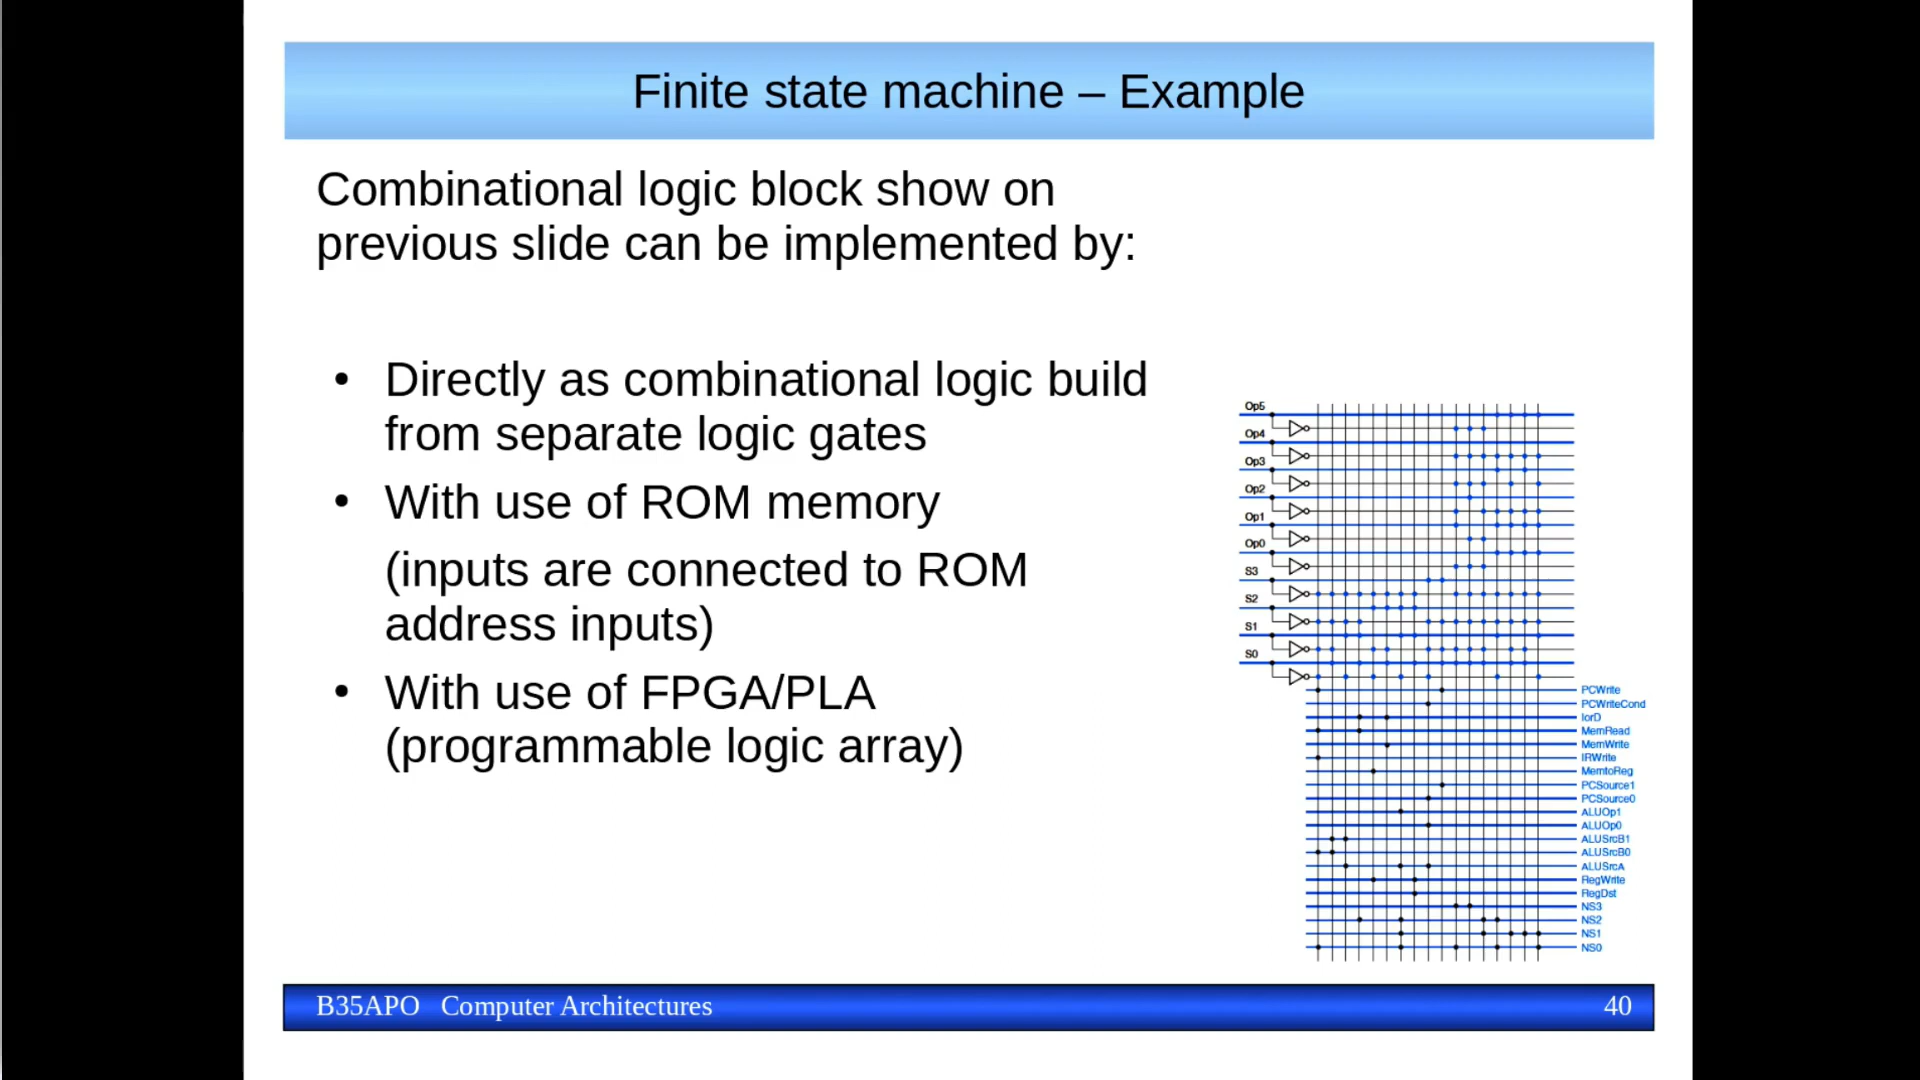 Finite state machine – Example
Combinational logic block show on
previous slide can be implemented by:
• Directly as combinational logic build
from separate logic gates
• With use of ROM memory
(inputs are connected to ROM
address inputs)
• With use of FPGA/PLA
(programmable logic array)
Op5
Op4
Op3
Op2
Op1
Op0
S3
S2
S1
S0
PCWrite
PCWriteCond
IorD
MemRead
MemWrite
IRWrite
MemtoReg
PCSource1
PCSource0
ALUOp1
ALUOp0
ALUSrcB1
ALUSrcB0
ALUSrcA
RegWrite
RegDst
NS3
NS2
NS1
NS0
B35APO Computer Architectures 40